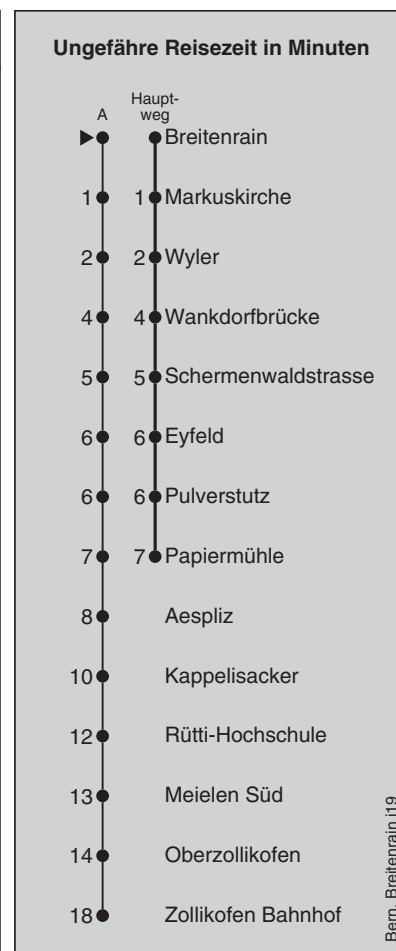 Ungefähre Reisezeit in Minuten
A Haupt-
weg
Breitenrain
1 1 Markuskirche
2 2 Wyler
4 4 Wankdorfbrücke
5 5 Schermenwaldstrasse
6 6 Eyfeld
6 6 Pulverstutz
7 7 Papiermühle
8 Aespliz
10 Kappelisacker
12 Rütti-Hochschule
13 Meielen Süd
14 Oberzollikofen
18 Zollikofen Bahnhof
Bern, Breitenrain j19